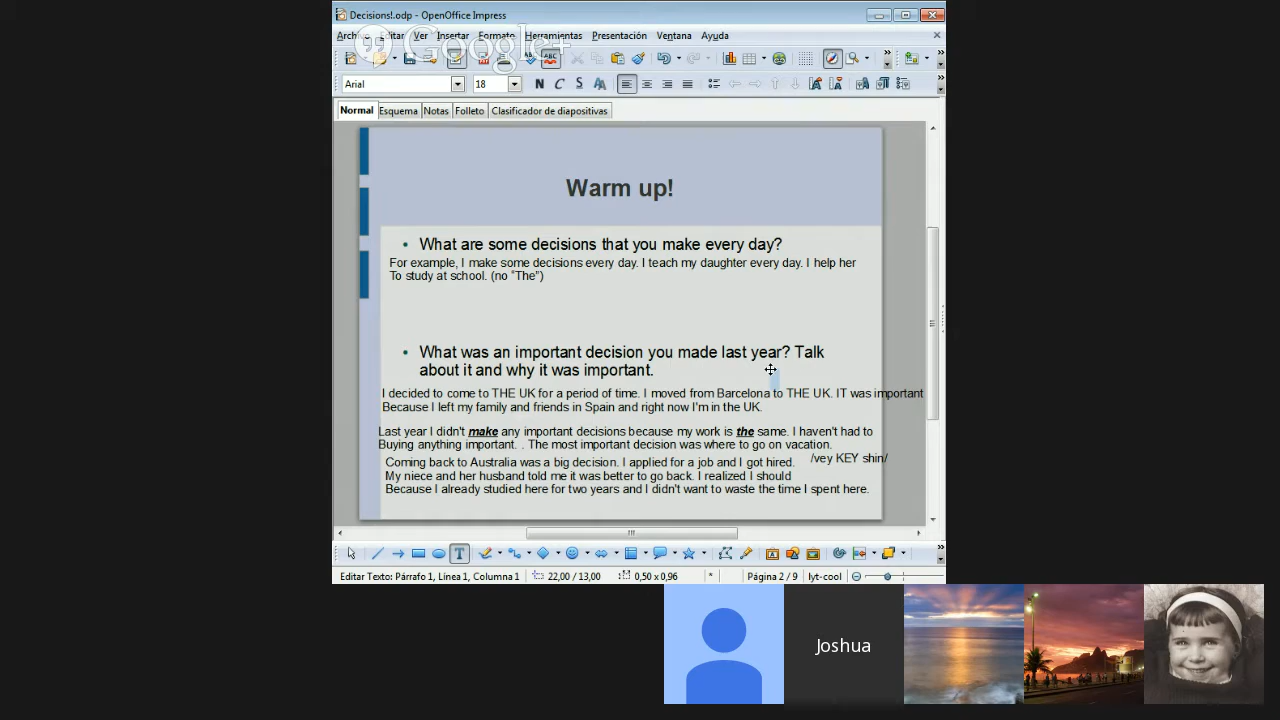 Decisions!.odp - OpenOffice Impress
Archivo Editar Ver Insertar Formato Herramientas Presentación Ventana Ayuda
Google+
Arial 18 N C S
Normal Esquema Notas Folleto Clasificador de diapositivas
Warm up!
• What are some decisions that you make every day?
For example, I make some decisions every day. I teach my daughter every day. I help her
To study at school. (no "The")
• What was an important decision you made last year? Talk
about it and why it was important.
I decided to come to THE UK for a period of time. I moved from Barcelona to THE UK. IT was important
Because I left my family and friends in Spain and right now I'm in the UK.
Last year I didn't make any important decisions because my work is the same. I haven't had to
Buying anything important. . The most important decision was where to go on vacation.
/vey KEY shin/
Coming back to Australia was a big decision. I applied for a job and I got hired.
My niece and her husband told me it was better to go back. I realized I should
Because I already studied here for two years and I didn't want to waste the time I spent here.
Editar Texto: Párrafo 1, Línea 1, Columna 1 22,00 / 13,00 0,50 x 0,96 * Página 2 / 9 lyt-cool
Joshua